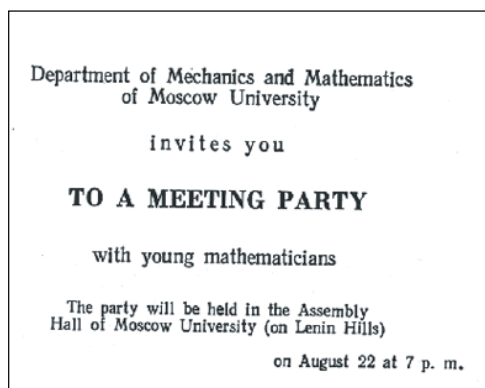 Department of Mechanics and Mathematics
of Moscow University
invites you
TO A MEETING PARTY
with young mathematicians
The party will be held in the Assembly
Hall of Moscow University (on Lenin Hills)
on August 22 at 7 p. m.